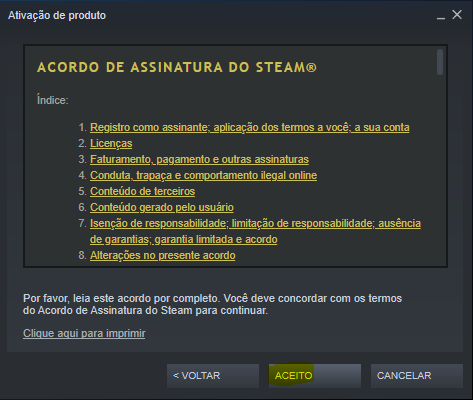 Ativação de produto
ACORDO DE ASSINATURA DO STEAM®
Índice:
1. Registro como assinante; aplicação dos termos a você; a sua conta
2. Licenças
3. Faturamento, pagamento e outras assinaturas
4. Conduta, trapaça e comportamento ilegal online
5. Conteúdo de terceiros
6. Conteúdo gerado pelo usuário
7. Isenção de responsabilidade; limitação de responsabilidade; ausência
de garantias; garantia limitada e acordo
8. Alterações no presente acordo
Por favor, leia este acordo por completo. Você deve concordar com os termos
do Acordo de Assinatura do Steam para continuar.
Clique aqui para imprimir
< VOLTAR
ACEITO
CANCELAR